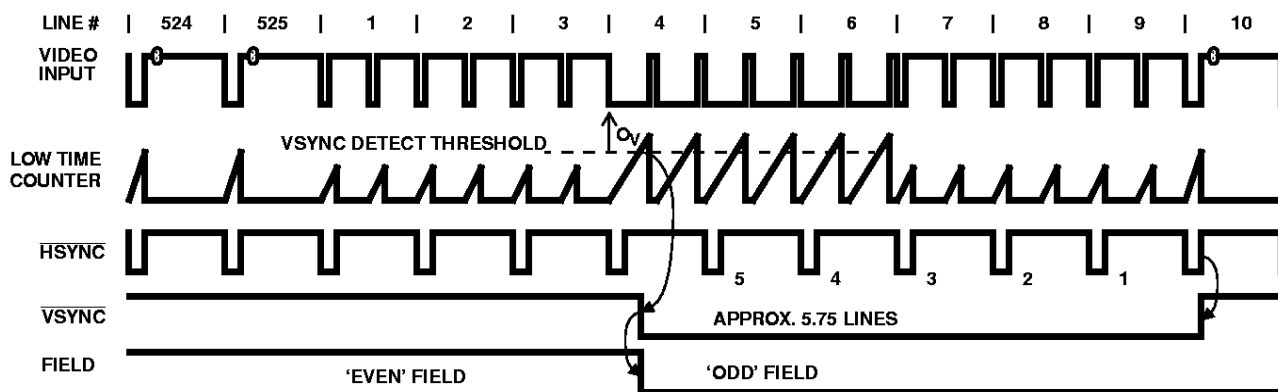 LINE # | 524 | 525 | 1 | 2 | 3 | 4 | 5 | 6 | 7 | 8 | 9 | 10
VIDEO
INPUT
VSYNC DETECT THRESHOLD
OV
LOW TIME
COUNTER
HSYNC
5 4 3 2 1
VSYNC
APPROX. 5.75 LINES
FIELD
‘EVEN’ FIELD
‘ODD’ FIELD